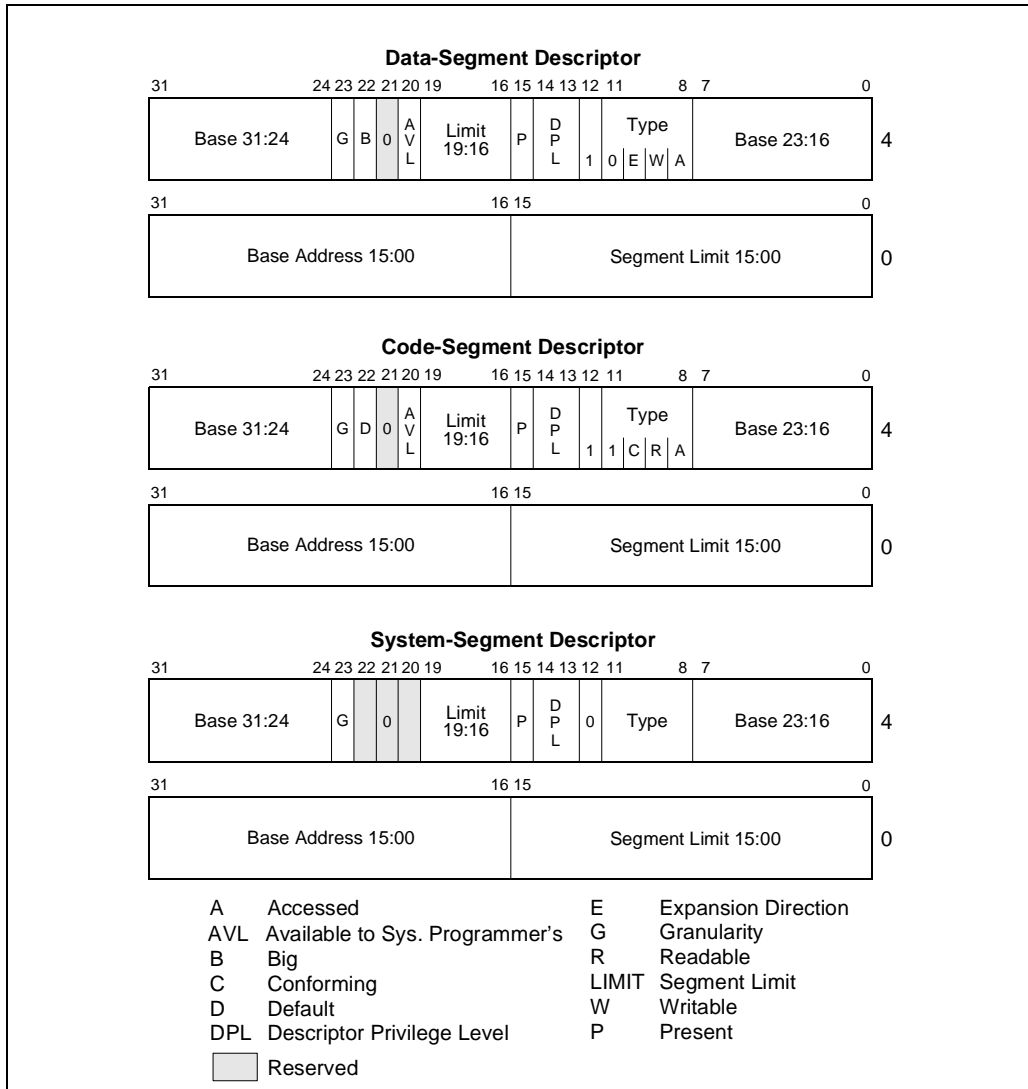 Data-Segment Descriptor
31 24 23 22 21 20 19 16 15 14 13 12 11 8 7 0
Base 31:24 G B 0 AVL Limit 19:16 P DPL 1 Type 0 E W A Base 23:16 4
31 16 15 0
Base Address 15:00 Segment Limit 15:00 0
Code-Segment Descriptor
31 24 23 22 21 20 19 16 15 14 13 12 11 8 7 0
Base 31:24 G D 0 AVL Limit 19:16 P DPL 1 Type 1 C R A Base 23:16 4
31 16 15 0
Base Address 15:00 Segment Limit 15:00 0
System-Segment Descriptor
31 24 23 22 21 20 19 16 15 14 13 12 11 8 7 0
Base 31:24 G 0 Limit 19:16 P DPL 0 Type Base 23:16 4
31 16 15 0
Base Address 15:00 Segment Limit 15:00 0
A Accessed
AVL Available to Sys. Programmer's
B Big
C Conforming
D Default
DPL Descriptor Privilege Level
Reserved
E Expansion Direction
G Granularity
R Readable
LIMIT Segment Limit
W Writable
P Present